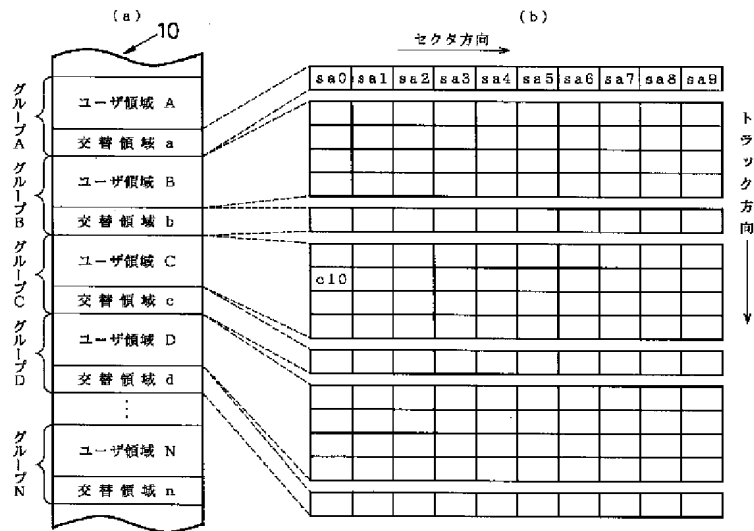 (a)
10
グループA
ユーザ領域 A
交替領域 a
グループB
ユーザ領域 B
交替領域 b
グループC
ユーザ領域 C
交替領域 c
グループD
ユーザ領域 D
交替領域 d
⋮
グループN
ユーザ領域 N
交替領域 n
(b)
セクタ方向
sa0 sa1 sa2 sa3 sa4 sa5 sa6 sa7 sa8 sa9
c10
トラック方向